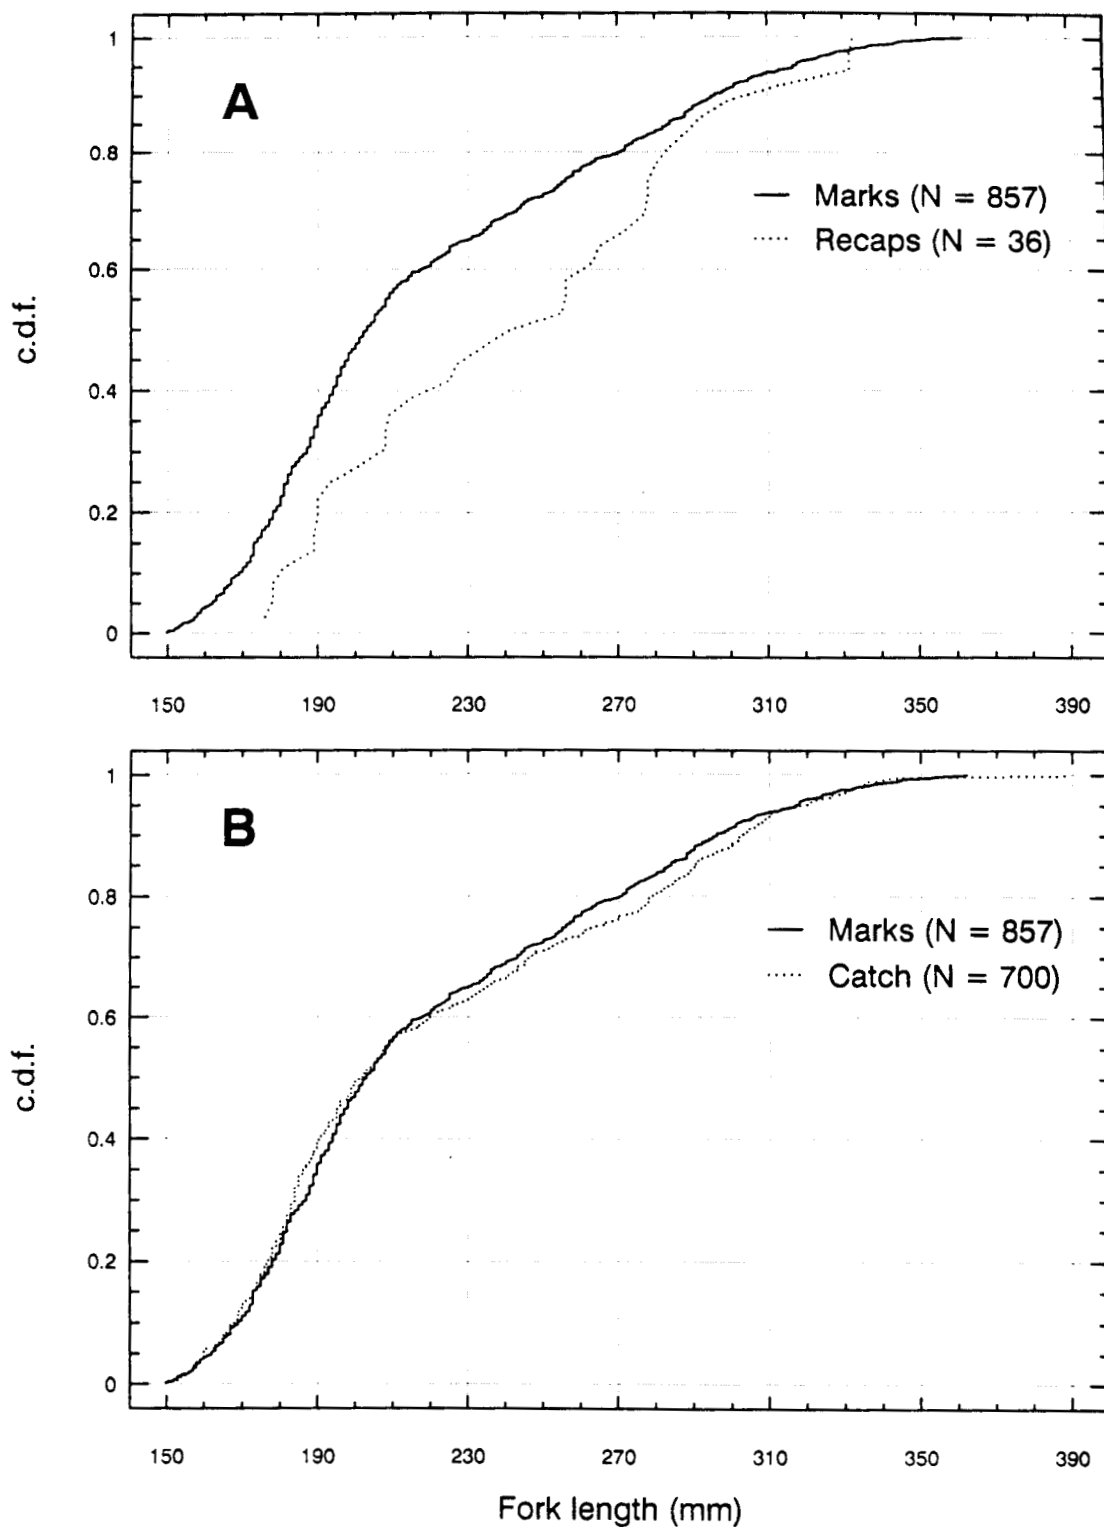 A
1
0.8
0.6
0.4
0.2
0
c.d.f.
Marks (N = 857)
Recaps (N = 36)
150 190 230 270 310 350 390
B
1
0.8
0.6
0.4
0.2
0
c.d.f.
Marks (N = 857)
Catch (N = 700)
150 190 230 270 310 350 390
Fork length (mm)